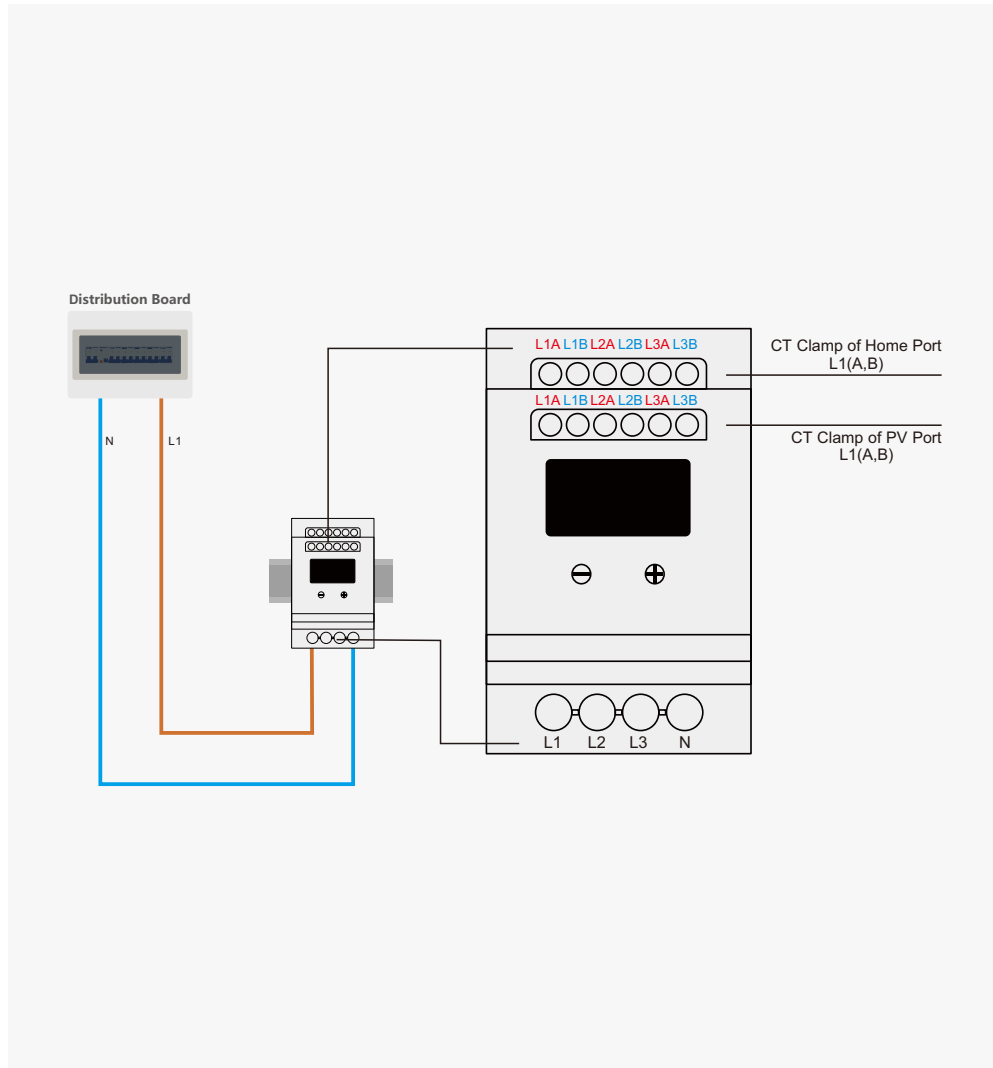 Distribution Board
N
L1
L1A L1B L2A L2B L3A L3B
L1A L1B L2A L2B L3A L3B
CT Clamp of Home Port
L1(A,B)
CT Clamp of PV Port
L1(A,B)
L1 L2 L3 N